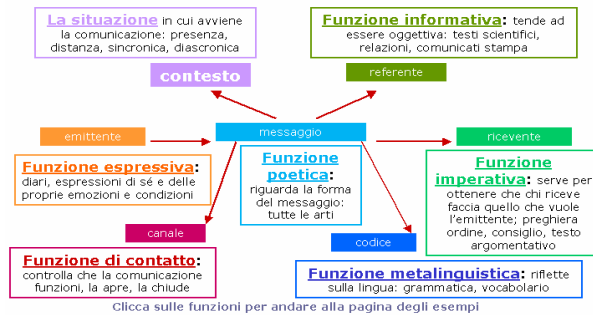 La situazione in cui avviene
la comunicazione: presenza,
distanza, sincronica, diascronica
contesto
Funzione informativa: tende ad
essere oggettiva: testi scientifici,
relazioni, comunicati stampa
referente
emittente
messaggio
ricevente
Funzione espressiva:
diari, espressioni di sé e delle
proprie emozioni e condizioni
Funzione
poetica:
riguarda la forma
del messaggio:
tutte le arti
Funzione
imperativa: serve per
ottenere che chi riceve
faccia quello che vuole
l'emittente; preghiera
ordine, consiglio, testo
argomentativo
canale
Funzione di contatto:
controlla che la comunicazione
funzioni, la apre, la chiude
codice
Funzione metalinguistica: riflette
sulla lingua: grammatica, vocabolario
Clicca sulle funzioni per andare alla pagina degli esempi